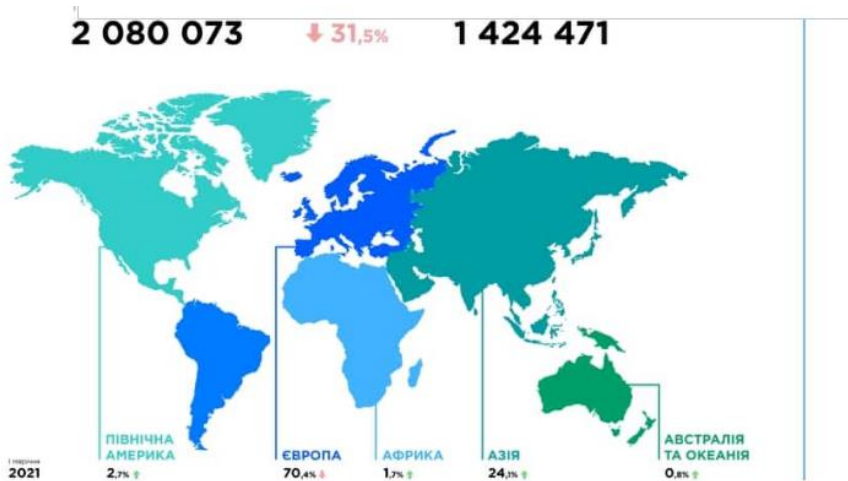 2 080 073 31,5% 1 424 471
ПІВНІЧНА
АМЕРИКА
2,7%
ЄВРОПА
70,4%
АФРИКА
1,7%
АЗІЯ
24,1%
АВСТРАЛІЯ
ТА ОКЕАНІЯ
0,8%
І півріччя
2021